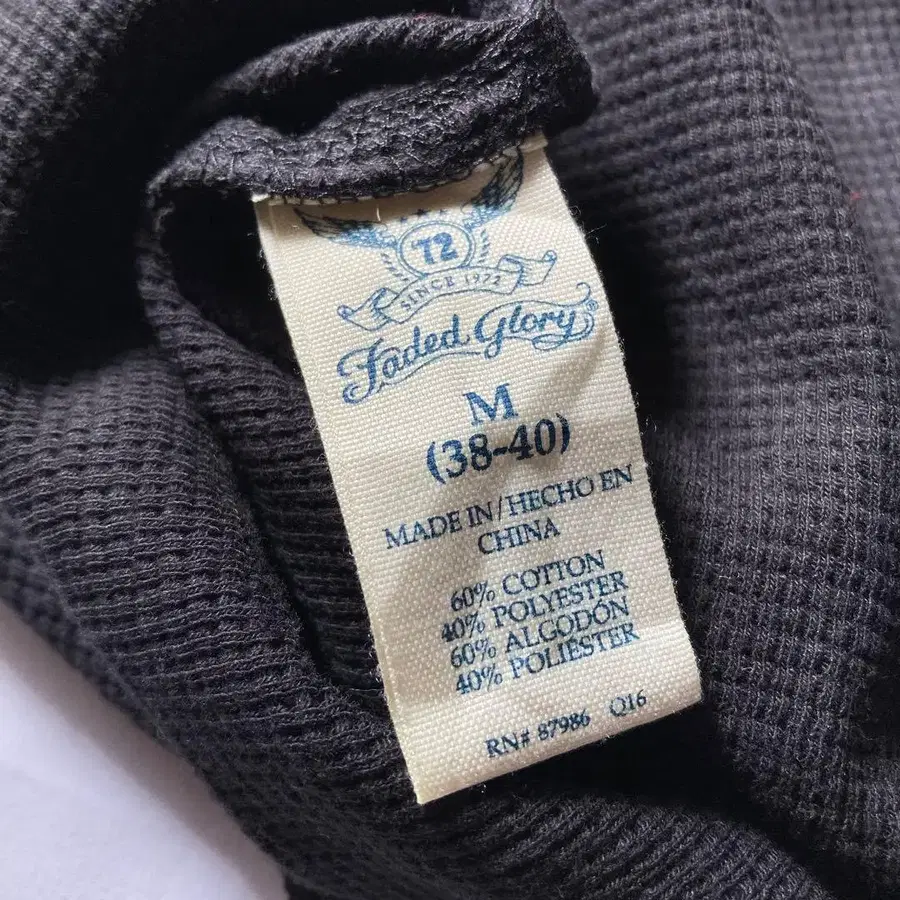 72
SINCE 1972
Faded Glory®
M
(38-40)
MADE IN/HECHO EN
CHINA
60% COTTON
40% POLYESTER
60% ALGODÓN
40% POLIÉSTER
RN# 87986 Q16